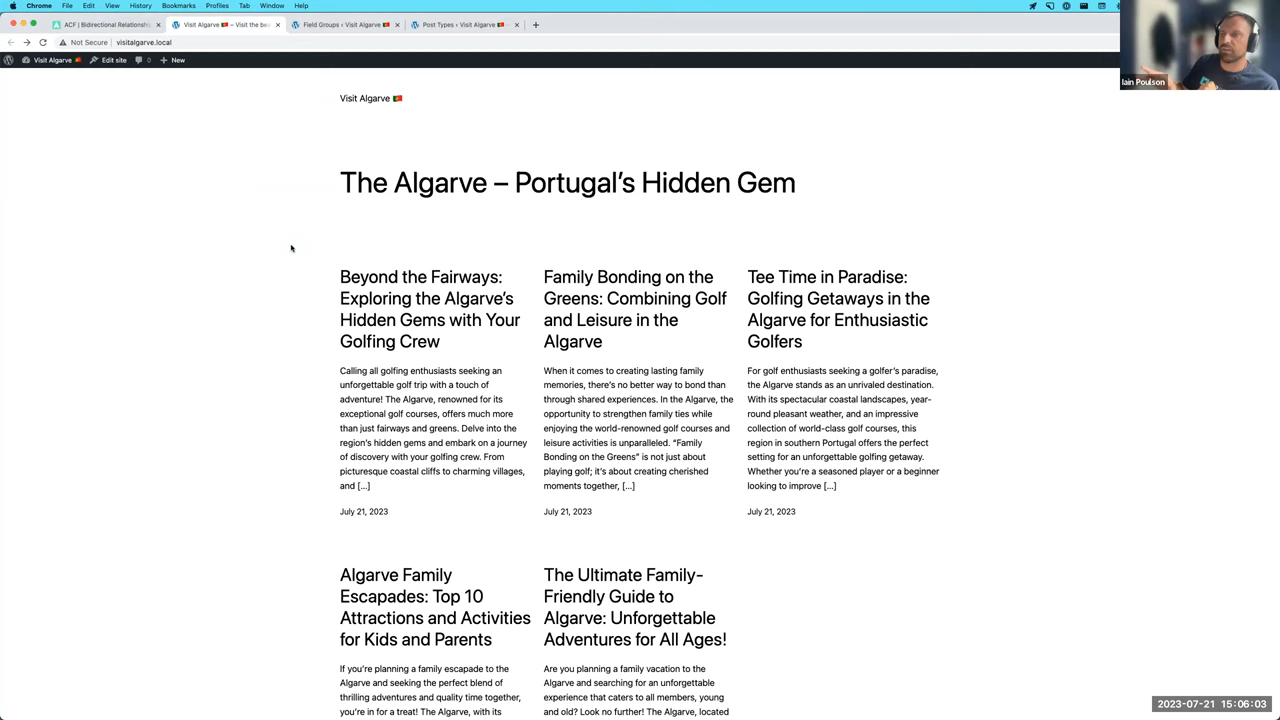 Chrome File Edit View History Bookmarks Profiles Tab Window Help
ACF | Bidirectional Relationshi
Visit Algarve 🇵🇹 – Visit the be
Field Groups ‹ Visit Algarve 🇵🇹
Post Types ‹ Visit Algarve 🇵🇹
Not Secure visitalgarve.local
Visit Algarve 🇵🇹 Edit site 0 + New
Iain Poulson
Visit Algarve 🇵🇹
The Algarve – Portugal’s Hidden Gem
Beyond the Fairways:
Exploring the Algarve’s
Hidden Gems with Your
Golfing Crew
Calling all golfing enthusiasts seeking an
unforgettable golf trip with a touch of
adventure! The Algarve, renowned for its
exceptional golf courses, offers much more
than just fairways and greens. Delve into the
region’s hidden gems and embark on a journey
of discovery with your golfing crew. From
picturesque coastal cliffs to charming villages,
and […]
July 21, 2023
Family Bonding on the
Greens: Combining Golf
and Leisure in the
Algarve
When it comes to creating lasting family
memories, there’s no better way to bond than
through shared experiences. In the Algarve, the
opportunity to strengthen family ties while
enjoying the world-renowned golf courses and
leisure activities is unparalleled. “Family
Bonding on the Greens” is not just about
playing golf; it’s about creating cherished
moments together, […]
July 21, 2023
Tee Time in Paradise:
Golfing Getaways in the
Algarve for Enthusiastic
Golfers
For golf enthusiasts seeking a golfer’s paradise,
the Algarve stands as an unrivaled destination.
With its spectacular coastal landscapes, year-
round pleasant weather, and an impressive
collection of world-class golf courses, this
region in southern Portugal offers the perfect
setting for an unforgettable golfing getaway.
Whether you’re a seasoned player or a beginner
looking to improve […]
July 21, 2023
Algarve Family
Escapades: Top 10
Attractions and Activities
for Kids and Parents
If you’re planning a family escapade to the
Algarve and seeking the perfect blend of
thrilling adventures and quality time together,
you’re in for a treat! The Algarve, with its
The Ultimate Family-
Friendly Guide to
Algarve: Unforgettable
Adventures for All Ages!
Are you planning a family vacation to the
Algarve and searching for an unforgettable
experience that caters to all members, young
and old? Look no further! The Algarve, located
2023-07-21 15:06:03